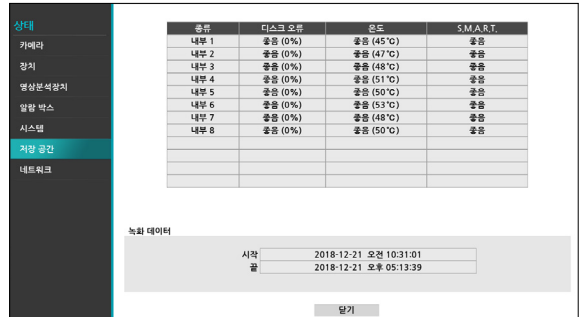 상태
카메라
장치
영상분석장치
알람 박스
시스템
저장 공간
네트워크
종류 디스크 오류 온도 S.M.A.R.T.
내부 1 좋음 (0%) 좋음 (45°C) 좋음
내부 2 좋음 (0%) 좋음 (47°C) 좋음
내부 3 좋음 (0%) 좋음 (48°C) 좋음
내부 4 좋음 (0%) 좋음 (51°C) 좋음
내부 5 좋음 (0%) 좋음 (50°C) 좋음
내부 6 좋음 (0%) 좋음 (53°C) 좋음
내부 7 좋음 (0%) 좋음 (48°C) 좋음
내부 8 좋음 (0%) 좋음 (50°C) 좋음
녹화 데이터
시작 2018-12-21 오전 10:31:01
끝 2018-12-21 오후 05:13:39
닫기